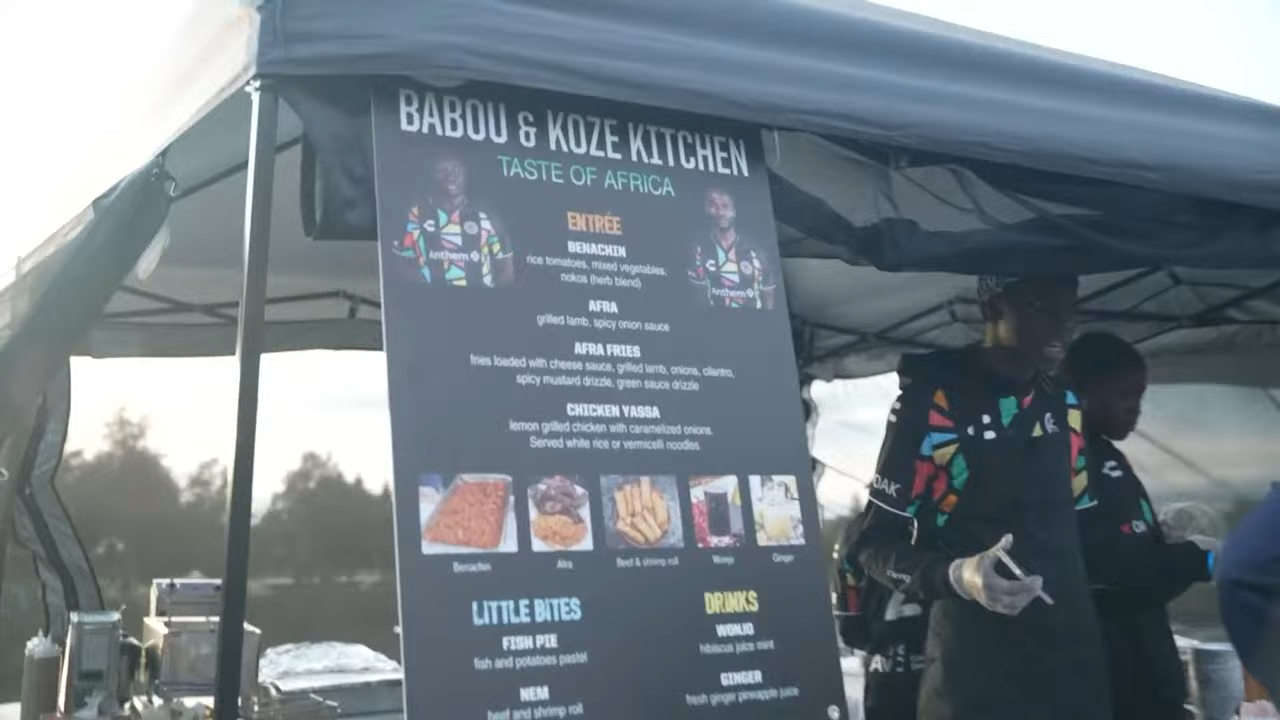 BABOU & KOZE KITCHEN
TASTE OF AFRICA
ENTRÉE
BENACHIN
rice tomatoes, mixed vegetables,
nokos (herb blend)
Anthem
Anthem
AFRA
grilled lamb, spicy onion sauce
AFRA FRIES
fries loaded with cheese sauce, grilled lamb, onions, cilantro,
spicy mustard drizzle, green sauce drizzle
CHICKEN YASSA
lemon grilled chicken with caramelized onions.
Served white rice or vermicelli noodles
OAK
Benachin
Afra
Beef & shrimp roll
Wonjo
Ginger
LITTLE BITES
FISH PIE
fish and potatoes pastel
NEM
beef and shrimp roll
DRINKS
WONJO
hibiscus juice mint
GINGER
fresh ginger pineapple juice